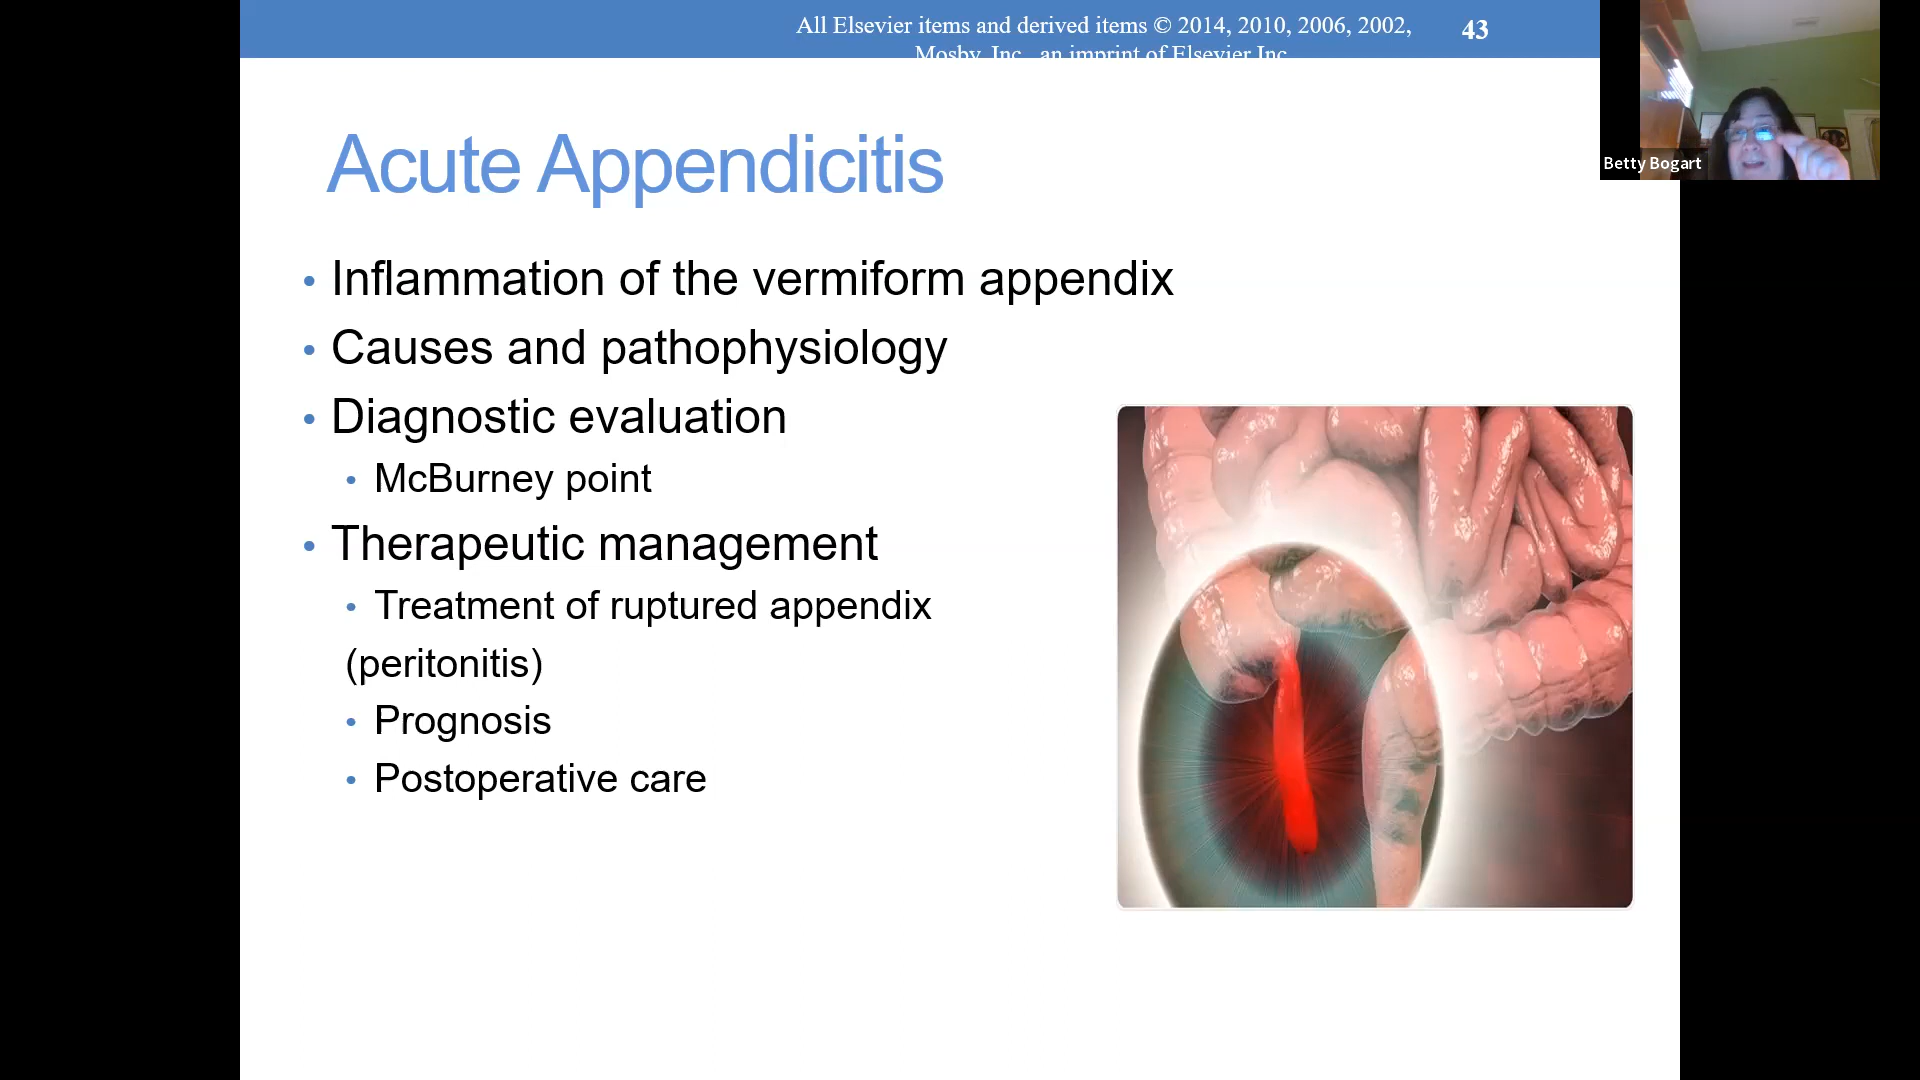 All Elsevier items and derived items © 2014, 2010, 2006, 2002,
Mosby, Inc., an imprint of Elsevier Inc.
43
Betty Bogart
Acute Appendicitis
• Inflammation of the vermiform appendix
• Causes and pathophysiology
• Diagnostic evaluation
• McBurney point
• Therapeutic management
• Treatment of ruptured appendix
(peritonitis)
• Prognosis
• Postoperative care